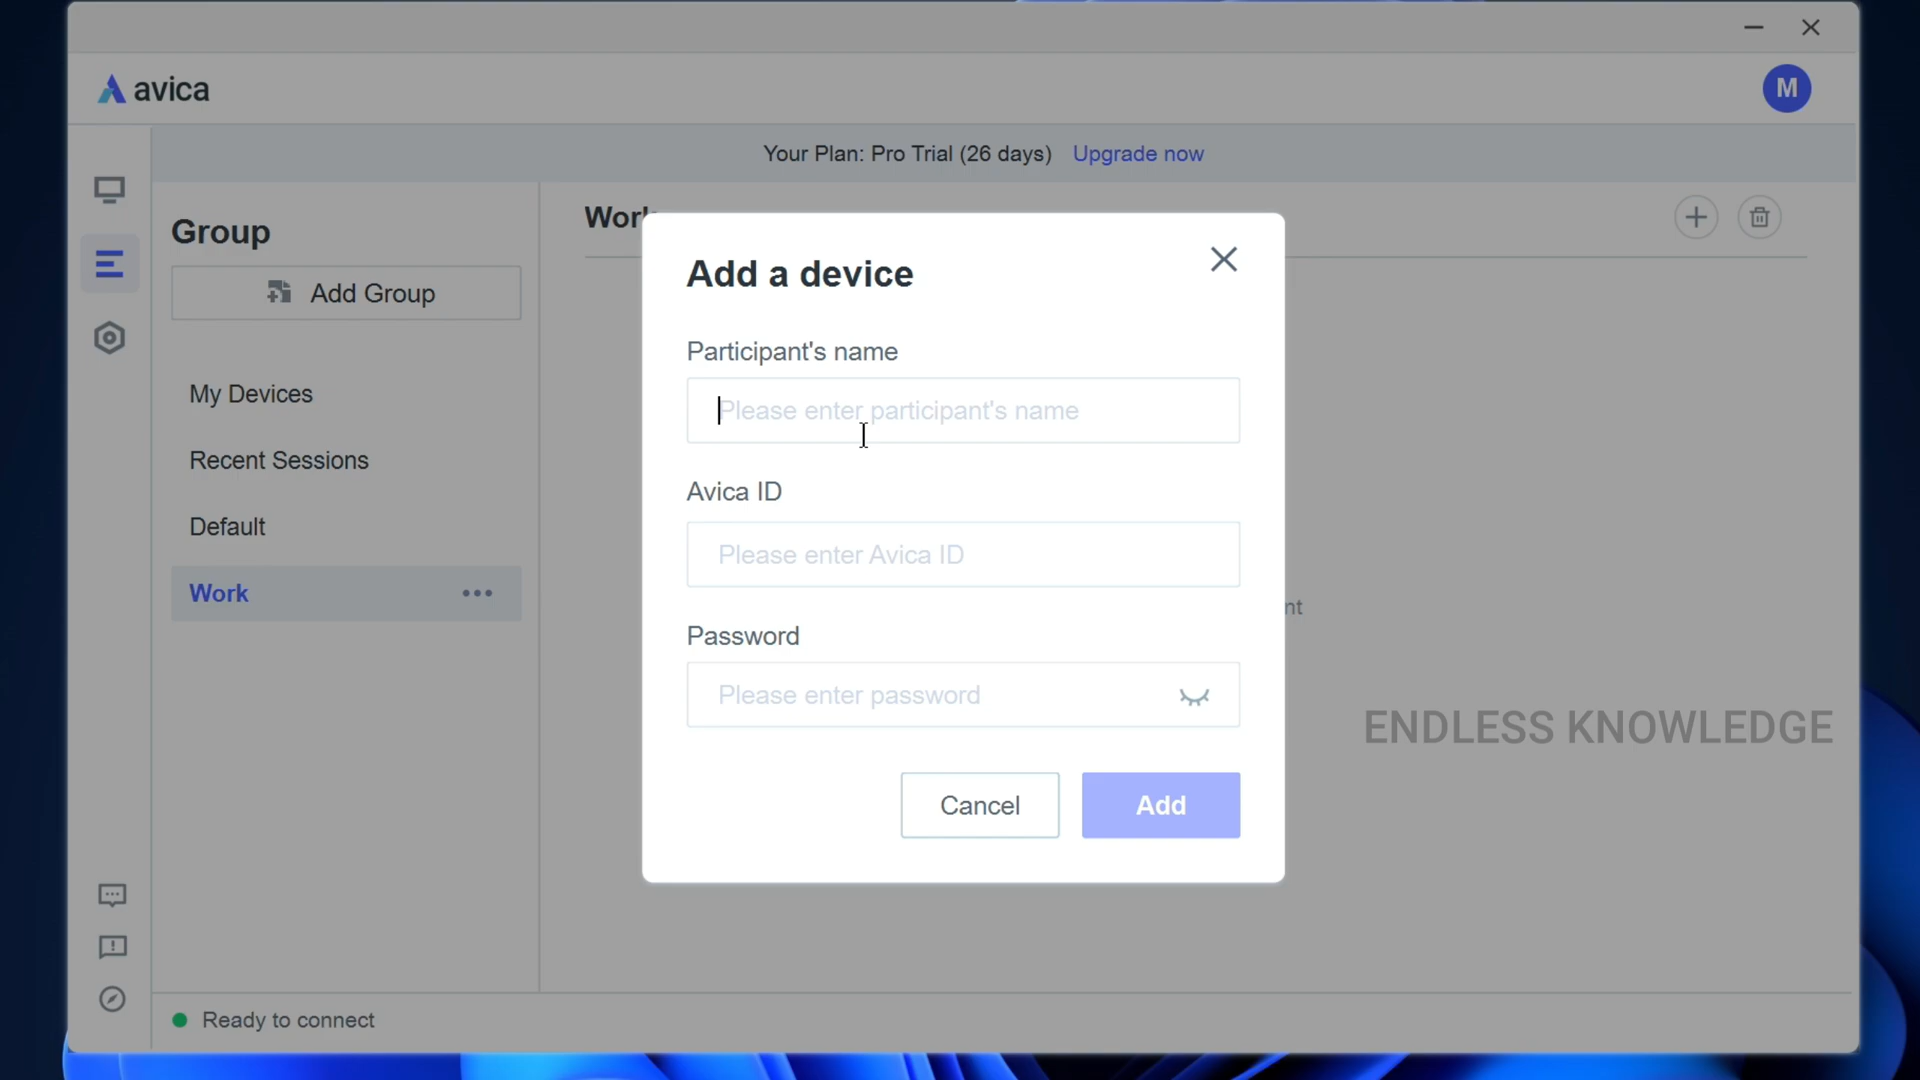 avica
M
Your Plan: Pro Trial (26 days) Upgrade now
Group
Add Group
My Devices
Recent Sessions
Default
Work
Add a device
Participant's name
Please enter participant's name
Avica ID
Please enter Avica ID
Password
Please enter password
Cancel
Add
ENDLESS KNOWLEDGE
Ready to connect